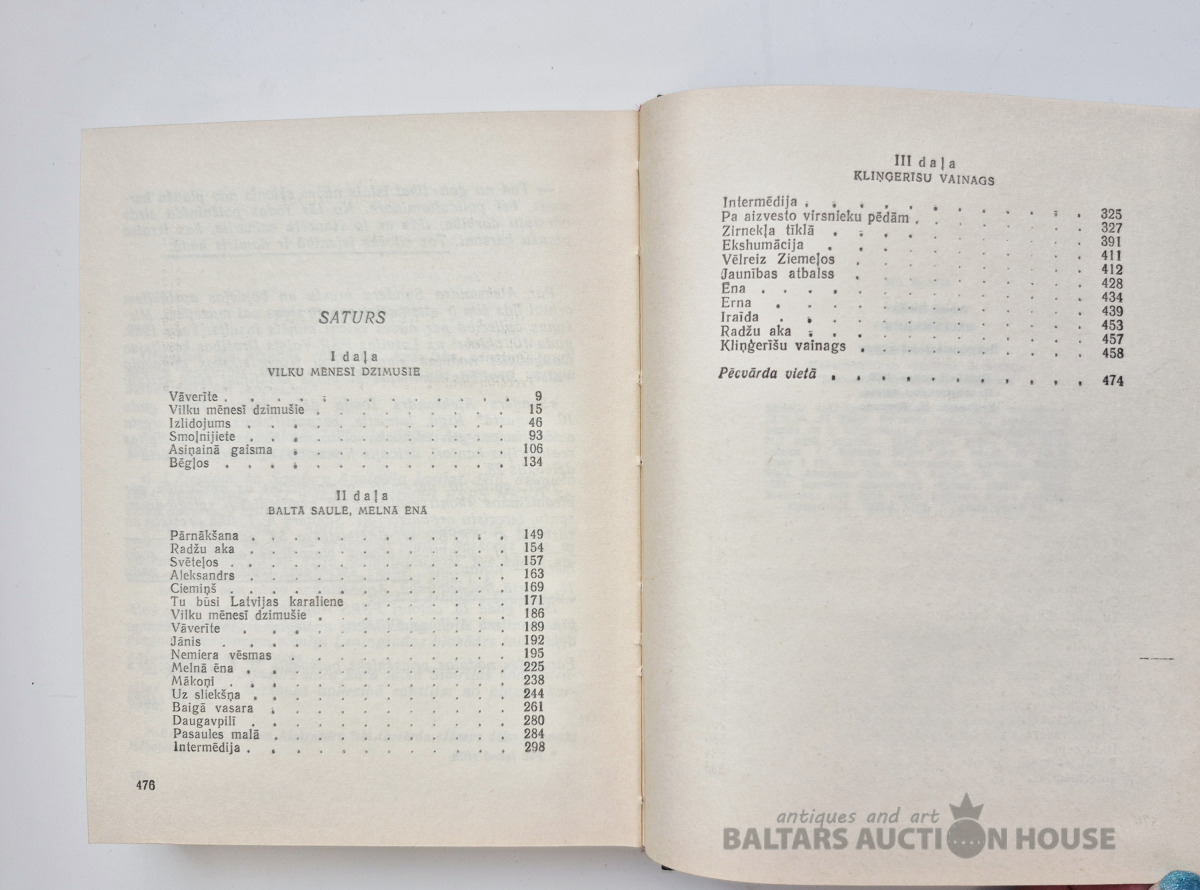 SATURS
I daļa
VILKU MĒNESĪ DZIMUŠIE
Vāverīte . . . . . . . . . . . . 9
Vilku mēnesī dzimušie . . . . . . . . 15
Izlidojums . . . . . . . . . . . 46
Smoļnijiete . . . . . . . . . . . 93
Asiņainā gaisma . . . . . . . . . 106
Bēgļos . . . . . . . . . . . . 134
II daļa
BALTĀ SAULE, MELNĀ ĒNA
Pārnākšana . . . . . . . . . . . 149
Radžu aka . . . . . . . . . . . 154
Svēteļos . . . . . . . . . . . 157
Aleksandrs . . . . . . . . . . . 163
Ciemiņš . . . . . . . . . . . . 169
Tu būsi Latvijas karaliene . . . . . . 171
Vilku mēnesī dzimušie . . . . . . . . 186
Vāverīte . . . . . . . . . . . 189
Jānis . . . . . . . . . . . . 192
Nemiera vēsmas . . . . . . . . . 195
Melnā ēna . . . . . . . . . . . 225
Mākoņi . . . . . . . . . . . . 238
Uz sliekšņa . . . . . . . . . . . 244
Baigā vasara . . . . . . . . . . 261
Daugavpilī . . . . . . . . . . . 280
Pasaules malā . . . . . . . . . . 284
Intermēdija . . . . . . . . . . . 298
476
III daļa
KLIŅĢERĪŠU VAINAGS
Intermēdija . . . . . . . . . . . 325
Pa aizvesto virsnieku pēdām . . . . . . 327
Zirnekļa tīklā . . . . . . . . . . 391
Ekshumācija . . . . . . . . . . 411
Vēlreiz Ziemeļos . . . . . . . . . 412
Jaunības atbalss . . . . . . . . . 428
Ēna . . . . . . . . . . . . . 434
Erna . . . . . . . . . . . . 439
Iraīda . . . . . . . . . . . . 453
Radžu aka . . . . . . . . . . . 457
Kliņģerīšu vainags . . . . . . . . . 458
Pēcvārda vietā . . . . . . . . . . . 474
antiques and art
BALTARS AUCTION HOUSE